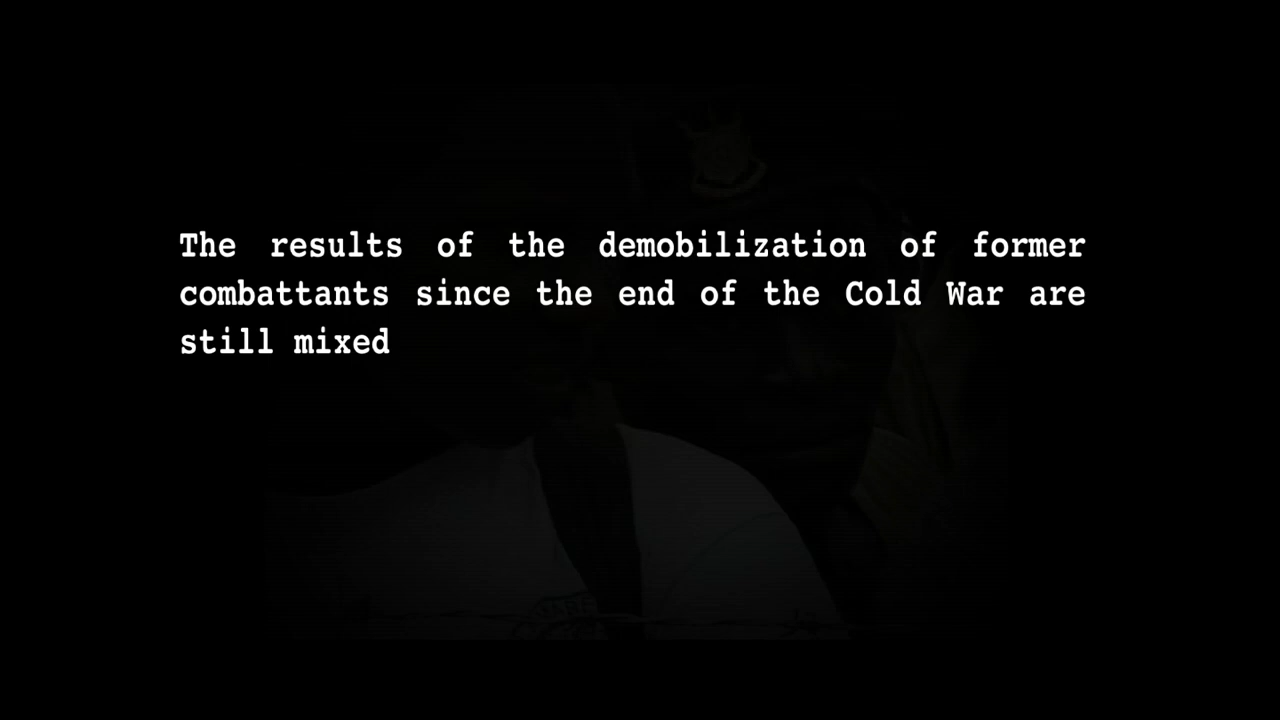 The results of the demobilization of former
combattants since the end of the Cold War are
still mixed